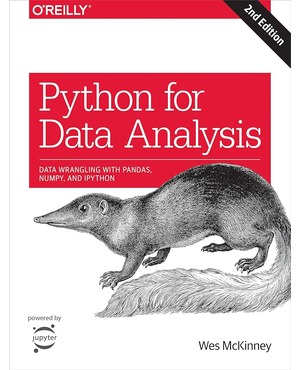 O'REILLY®
2nd Edition
Python for
Data Analysis
DATA WRANGLING WITH PANDAS,
NUMPY, AND IPYTHON
powered by
jupyter
Wes McKinney